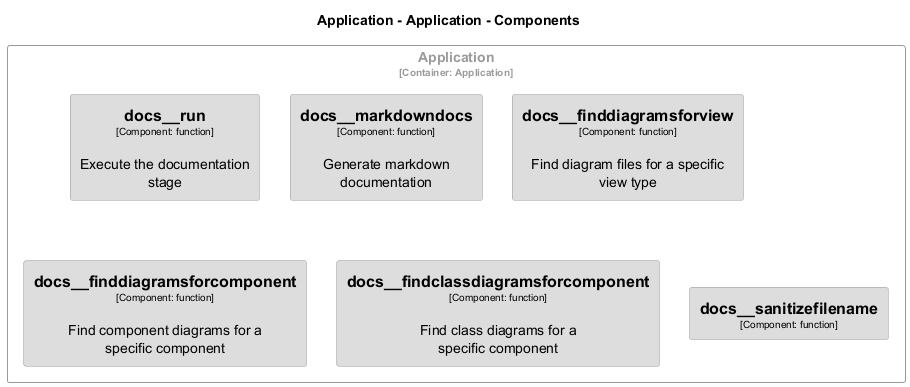 Application - Application - Components
Application
[Container: Application]
docs__run
[Component: function]
Execute the documentation
stage
docs__markdowndocs
[Component: function]
Generate markdown
documentation
docs__finddiagramsforview
[Component: function]
Find diagram files for a specific
view type
docs__finddiagramsforcomponent
[Component: function]
Find component diagrams for a
specific component
docs__findclassdiagramsforcomponent
[Component: function]
Find class diagrams for a
specific component
docs__sanitizefilename
[Component: function]